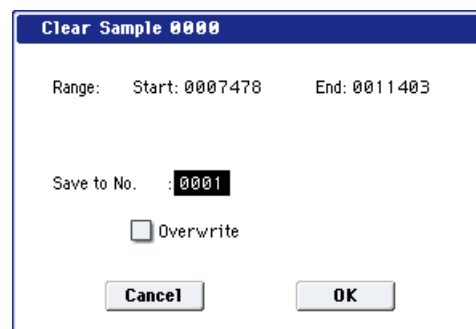 Clear Sample 0000
Range: Start: 0007478 End: 0011403
Save to No. :0001
Overwrite
Cancel OK